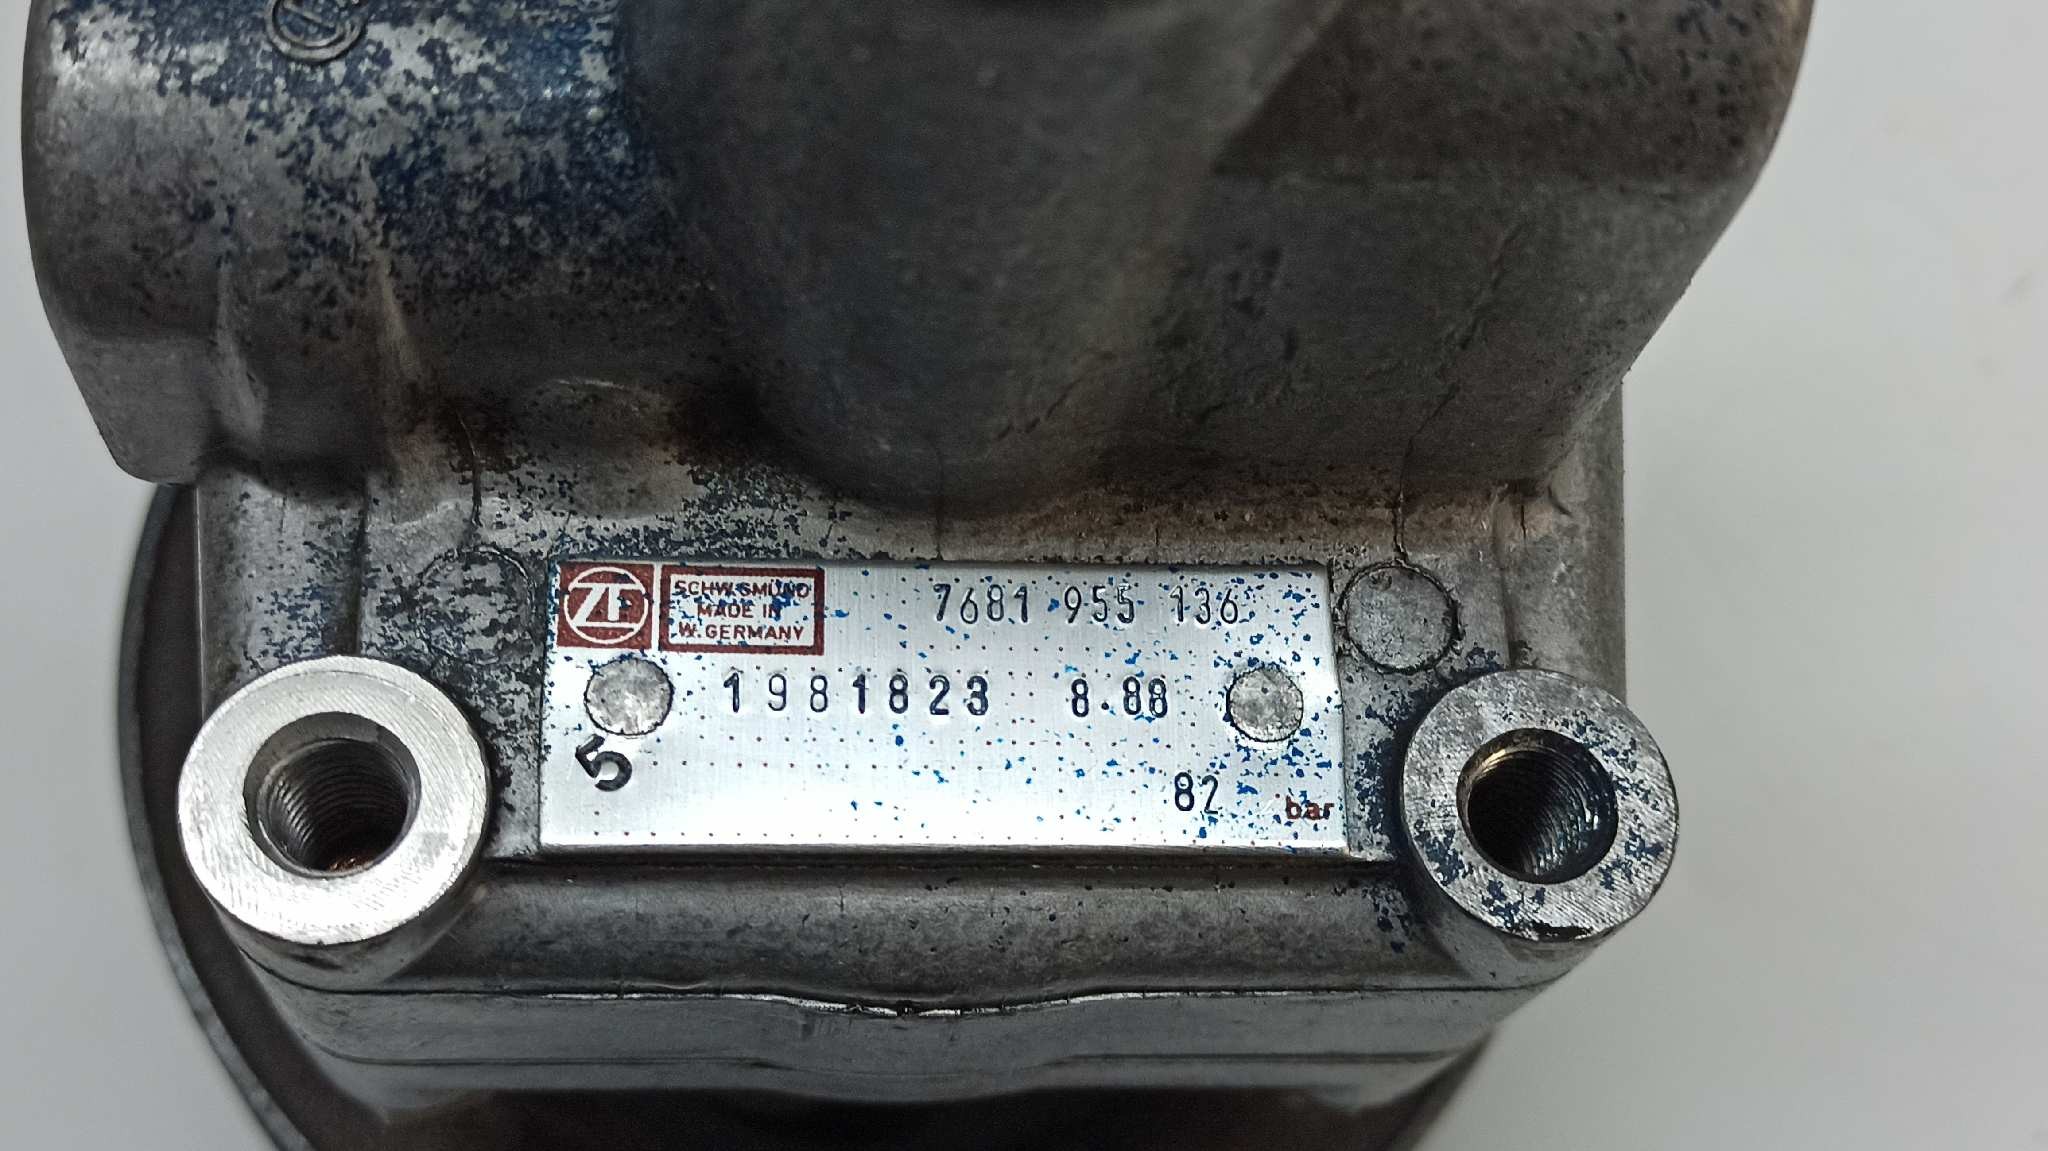 ZF
SCHW.GMÜND
MADE IN
W. GERMANY
7681 955 136
1981823 8.88
5
82 bar